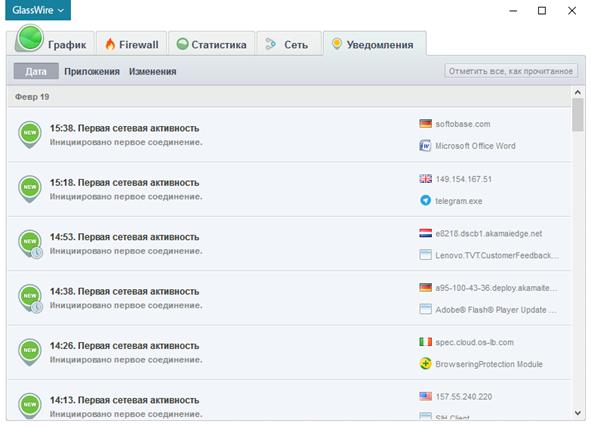 GlassWire
График
Firewall
Статистика
Сеть
Уведомления
Дата
Приложения
Изменения
Отметить все, как прочитанное
Февр 19
NEW
15:38. Первая сетевая активность
Инициировано первое соединение.
softobase.com
Microsoft Office Word
NEW
15:18. Первая сетевая активность
Инициировано первое соединение.
149.154.167.51
telegram.exe
NEW
14:53. Первая сетевая активность
Инициировано первое соединение.
e8218.dscb1.akamaiedge.net
Lenovo.TVT.CustomerFeedback...
NEW
14:38. Первая сетевая активность
Инициировано первое соединение.
a95-100-43-36.deploy.akamaite...
Adobe® Flash® Player Update ...
NEW
14:26. Первая сетевая активность
Инициировано первое соединение.
spec.cloud.os-lb.com
BrowseringProtection Module
NEW
14:13. Первая сетевая активность
Инициировано первое соединение.
157.55.240.220
SIH Client